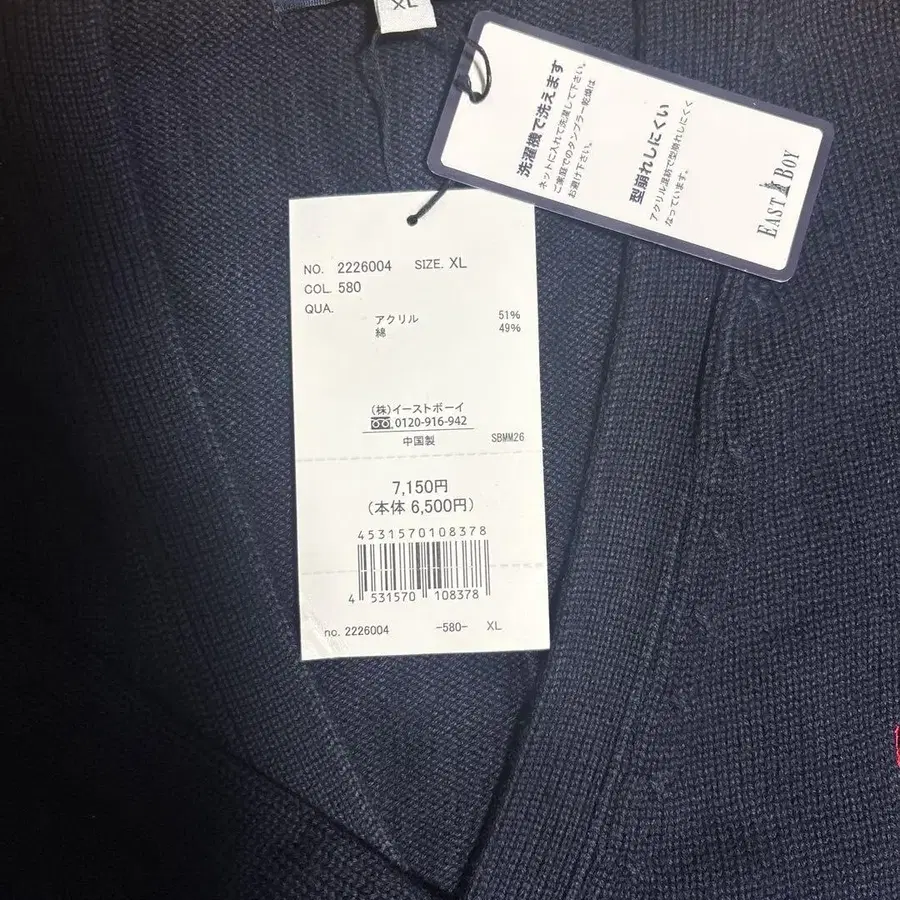 XL
洗濯機で洗えます
ネットに入れて洗濯して下さい。
ご家庭でのタンブラー乾燥は
お避け下さい。
型崩れしにくい
アクリル混紡で型崩れしにくく
なっています。
EAST BOY
NO. 2226004 SIZE. XL
COL. 580
QUA.
アクリル 51%
綿 49%
(株)イーストボーイ
0120-916-942
中国製 SBMM26
7,150円
(本体 6,500円)
4531570108378
4 531570 108378
no. 2226004 -580- XL